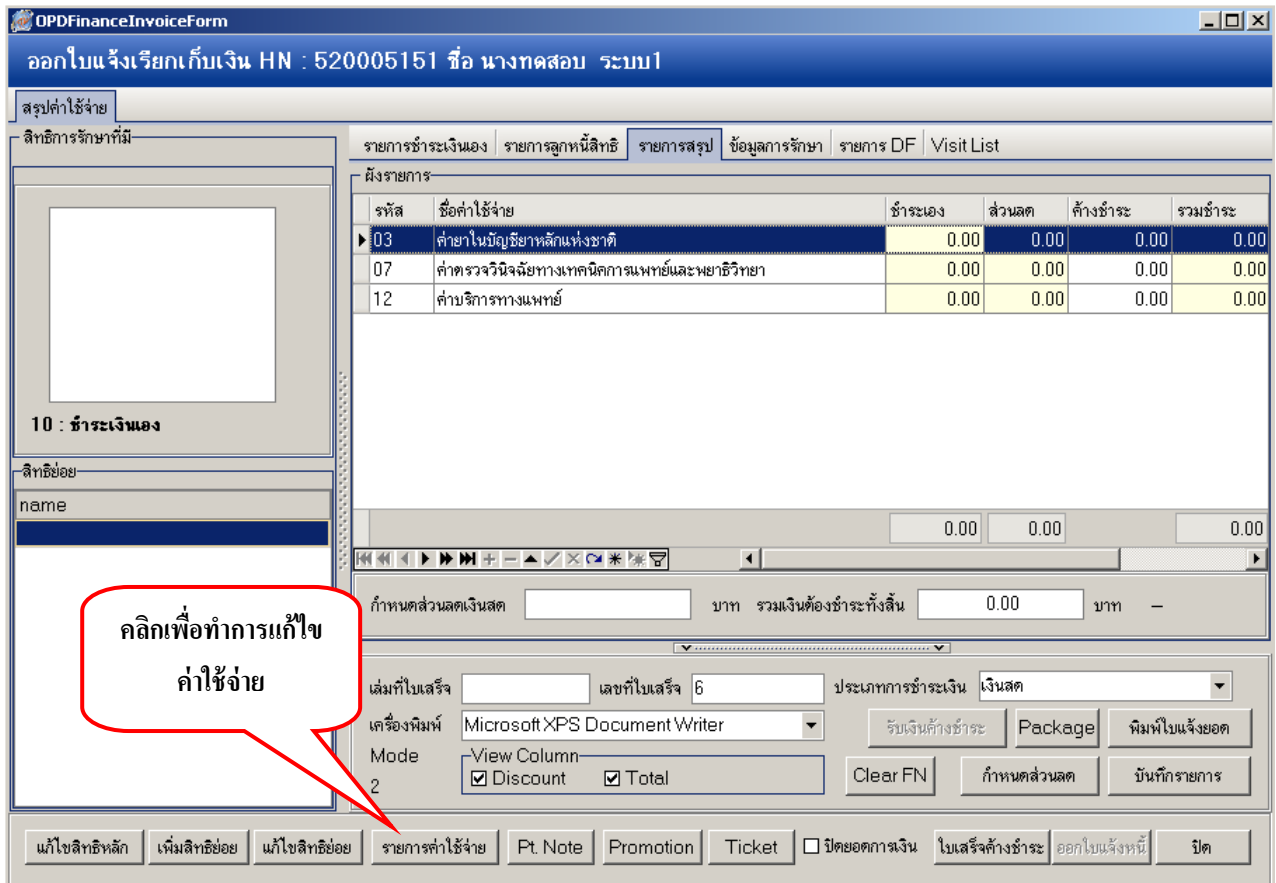 OPDFinanceInvoiceForm
ออกใบแจ้งเรียกเก็บเงิน HN : 520005151 ชื่อ นางทดสอบ ระบบ1
สรุปค่าใช้จ่าย
สิทธิการรักษาที่มี
10 : ชำระเงินเอง
สิทธิย่อย
name
รายการชำระเงินเอง รายการลูกหนี้สิทธิ รายการสรุป ข้อมูลการรักษา รายการ DF Visit List
ผังรายการ
รหัส ชื่อค่าใช้จ่าย ชำระเอง ส่วนลด ค้างชำระ รวมชำระ
03 ค่ายาในบัญชียาหลักแห่งชาติ 0.00 0.00 0.00 0.00
07 ค่าตรวจวินิจฉัยทางเทคนิคการแพทย์และพยาธิวิทยา 0.00 0.00 0.00 0.00
12 ค่าบริการทางแพทย์ 0.00 0.00 0.00 0.00
0.00 0.00 0.00
กำหนดส่วนลดเงินสด บาท รวมเงินต้องชำระทั้งสิ้น 0.00 บาท –
คลิกเพื่อทำการแก้ไข
ค่าใช้จ่าย
เล่มที่ใบเสร็จ เลขที่ใบเสร็จ 6 ประเภทการชำระเงิน เงินสด
เครื่องพิมพ์ Microsoft XPS Document Writer รับเงินค้างชำระ Package พิมพ์ใบแจ้งยอด
Mode View Column
2 Discount Total Clear FN กำหนดส่วนลด บันทึกรายการ
แก้ไขสิทธิหลัก เพิ่มสิทธิย่อย แก้ไขสิทธิย่อย รายการค่าใช้จ่าย Pt. Note Promotion Ticket ปิดยอดการเงิน ใบเสร็จค้างชำระ ออกใบแจ้งหนี้ ปิด